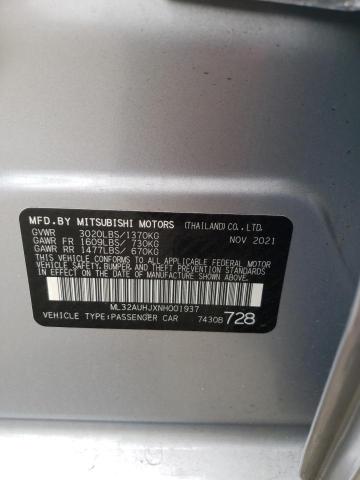 MFD.BY MITSUBISHI MOTORS (THAILAND)CO.,LTD.
GVWR 3020LBS/1370KG NOV 2021
GAWR FR 1609LBS/ 730KG
GAWR RR 1477LBS/ 670KG
THIS VEHICLE CONFORMS TO ALL APPLICABLE FEDERAL MOTOR
VEHICLE SAFETY, BUMPER, AND THEFT PREVENTION STANDARDS
IN EFFECT ON THE DATE OF MANUFACTURE SHOWN ABOVE.
ML32AUHJXNH001937
VEHICLE TYPE:PASSENGER CAR 7430B 728